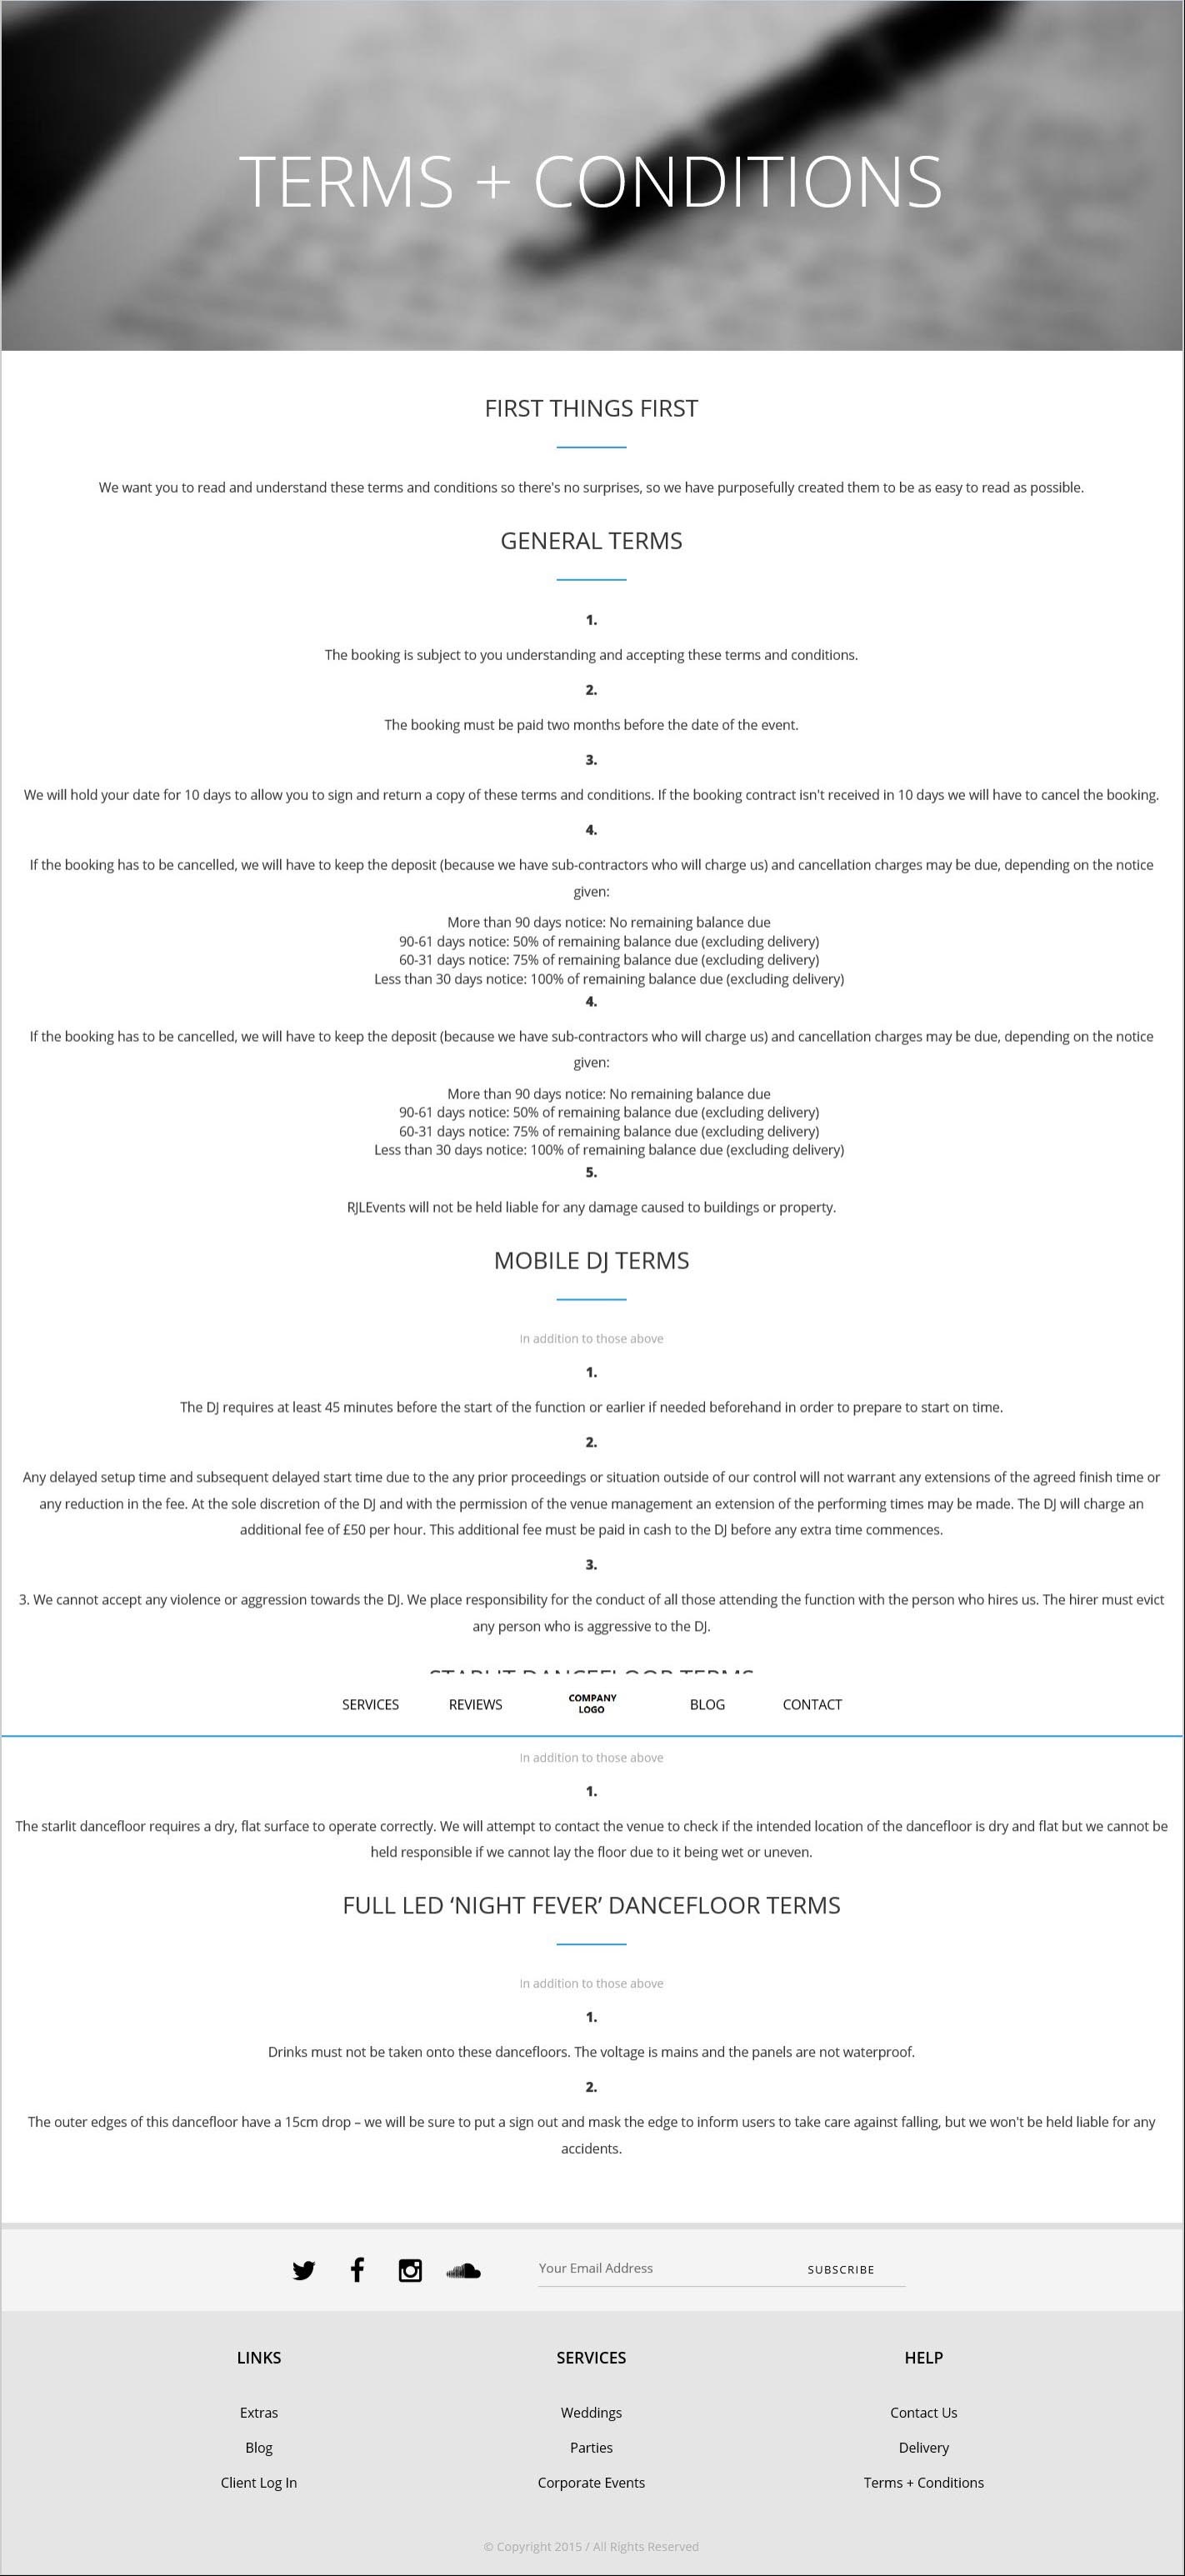 TERMS + CONDITIONS
FIRST THINGS FIRST
We want you to read and understand these terms and conditions so there's no surprises, so we have purposefully created them to be as easy to read as possible.
GENERAL TERMS
1.
The booking is subject to you understanding and accepting these terms and conditions.
2.
The booking must be paid two months before the date of the event.
3.
We will hold your date for 10 days to allow you to sign and return a copy of these terms and conditions. If the booking contract isn't received in 10 days we will have to cancel the booking.
4.
If the booking has to be cancelled, we will have to keep the deposit (because we have sub-contractors who will charge us) and cancellation charges may be due, depending on the notice
given:
More than 90 days notice: No remaining balance due
90-61 days notice: 50% of remaining balance due (excluding delivery)
60-31 days notice: 75% of remaining balance due (excluding delivery)
Less than 30 days notice: 100% of remaining balance due (excluding delivery)
4.
If the booking has to be cancelled, we will have to keep the deposit (because we have sub-contractors who will charge us) and cancellation charges may be due, depending on the notice
given:
More than 90 days notice: No remaining balance due
90-61 days notice: 50% of remaining balance due (excluding delivery)
60-31 days notice: 75% of remaining balance due (excluding delivery)
Less than 30 days notice: 100% of remaining balance due (excluding delivery)
5.
RJLEvents will not be held liable for any damage caused to buildings or property.
MOBILE DJ TERMS
In addition to those above
1.
The DJ requires at least 45 minutes before the start of the function or earlier if needed beforehand in order to prepare to start on time.
2.
Any delayed setup time and subsequent delayed start time due to the any prior proceedings or situation outside of our control will not warrant any extensions of the agreed finish time or
any reduction in the fee. At the sole discretion of the DJ and with the permission of the venue management an extension of the performing times may be made. The DJ will charge an
additional fee of £50 per hour. This additional fee must be paid in cash to the DJ before any extra time commences.
3.
3. We cannot accept any violence or aggression towards the DJ. We place responsibility for the conduct of all those attending the function with the person who hires us. The hirer must evict
any person who is aggressive to the DJ.
STARLIT DANCEFLOOR TERMS
SERVICES REVIEWS COMPANY LOGO BLOG CONTACT
In addition to those above
1.
The starlit dancefloor requires a dry, flat surface to operate correctly. We will attempt to contact the venue to check if the intended location of the dancefloor is dry and flat but we cannot be
held responsible if we cannot lay the floor due to it being wet or uneven.
FULL LED ‘NIGHT FEVER’ DANCEFLOOR TERMS
In addition to those above
1.
Drinks must not be taken onto these dancefloors. The voltage is mains and the panels are not waterproof.
2.
The outer edges of this dancefloor have a 15cm drop – we will be sure to put a sign out and mask the edge to inform users to take care against falling, but we won't be held liable for any
accidents.
Your Email Address SUBSCRIBE
LINKS SERVICES HELP
Extras Weddings Contact Us
Blog Parties Delivery
Client Log In Corporate Events Terms + Conditions
© Copyright 2015 / All Rights Reserved